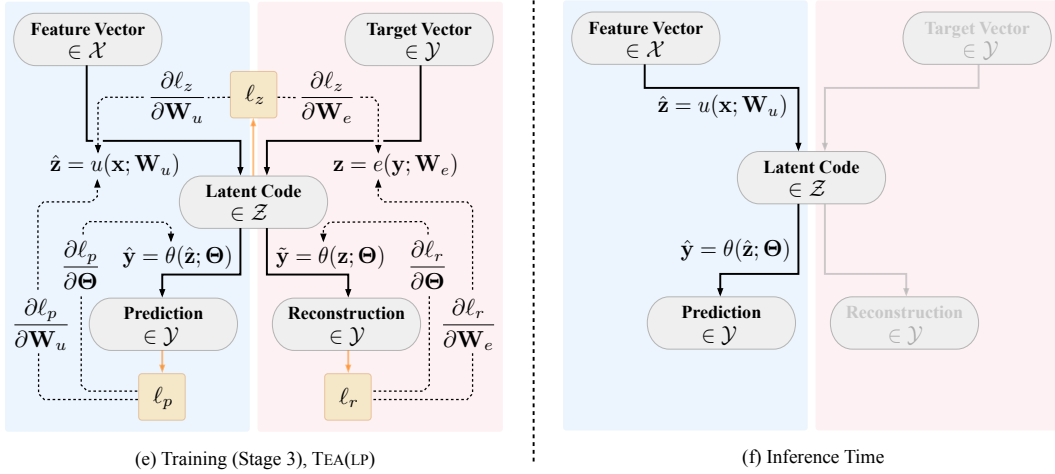 Feature Vector
∈ 𝒳
Target Vector
∈ 𝒴
∂ℓ_z
∂W_u
ℓ_z
∂ℓ_z
∂W_e
ẑ = u(x; W_u)
z = e(y; W_e)
Latent Code
∈ 𝒵
∂ℓ_p
∂Θ
ŷ = θ(ẑ; Θ)
ỹ = θ(z; Θ)
∂ℓ_r
∂Θ
∂ℓ_p
∂W_u
Prediction
∈ 𝒴
Reconstruction
∈ 𝒴
∂ℓ_r
∂W_e
ℓ_p
ℓ_r
(e) Training (Stage 3), TEA(LP)
Feature Vector
∈ 𝒳
Target Vector
∈ 𝒴
ẑ = u(x; W_u)
Latent Code
∈ 𝒵
ŷ = θ(ẑ; Θ)
Prediction
∈ 𝒴
Reconstruction
∈ 𝒴
(f) Inference Time